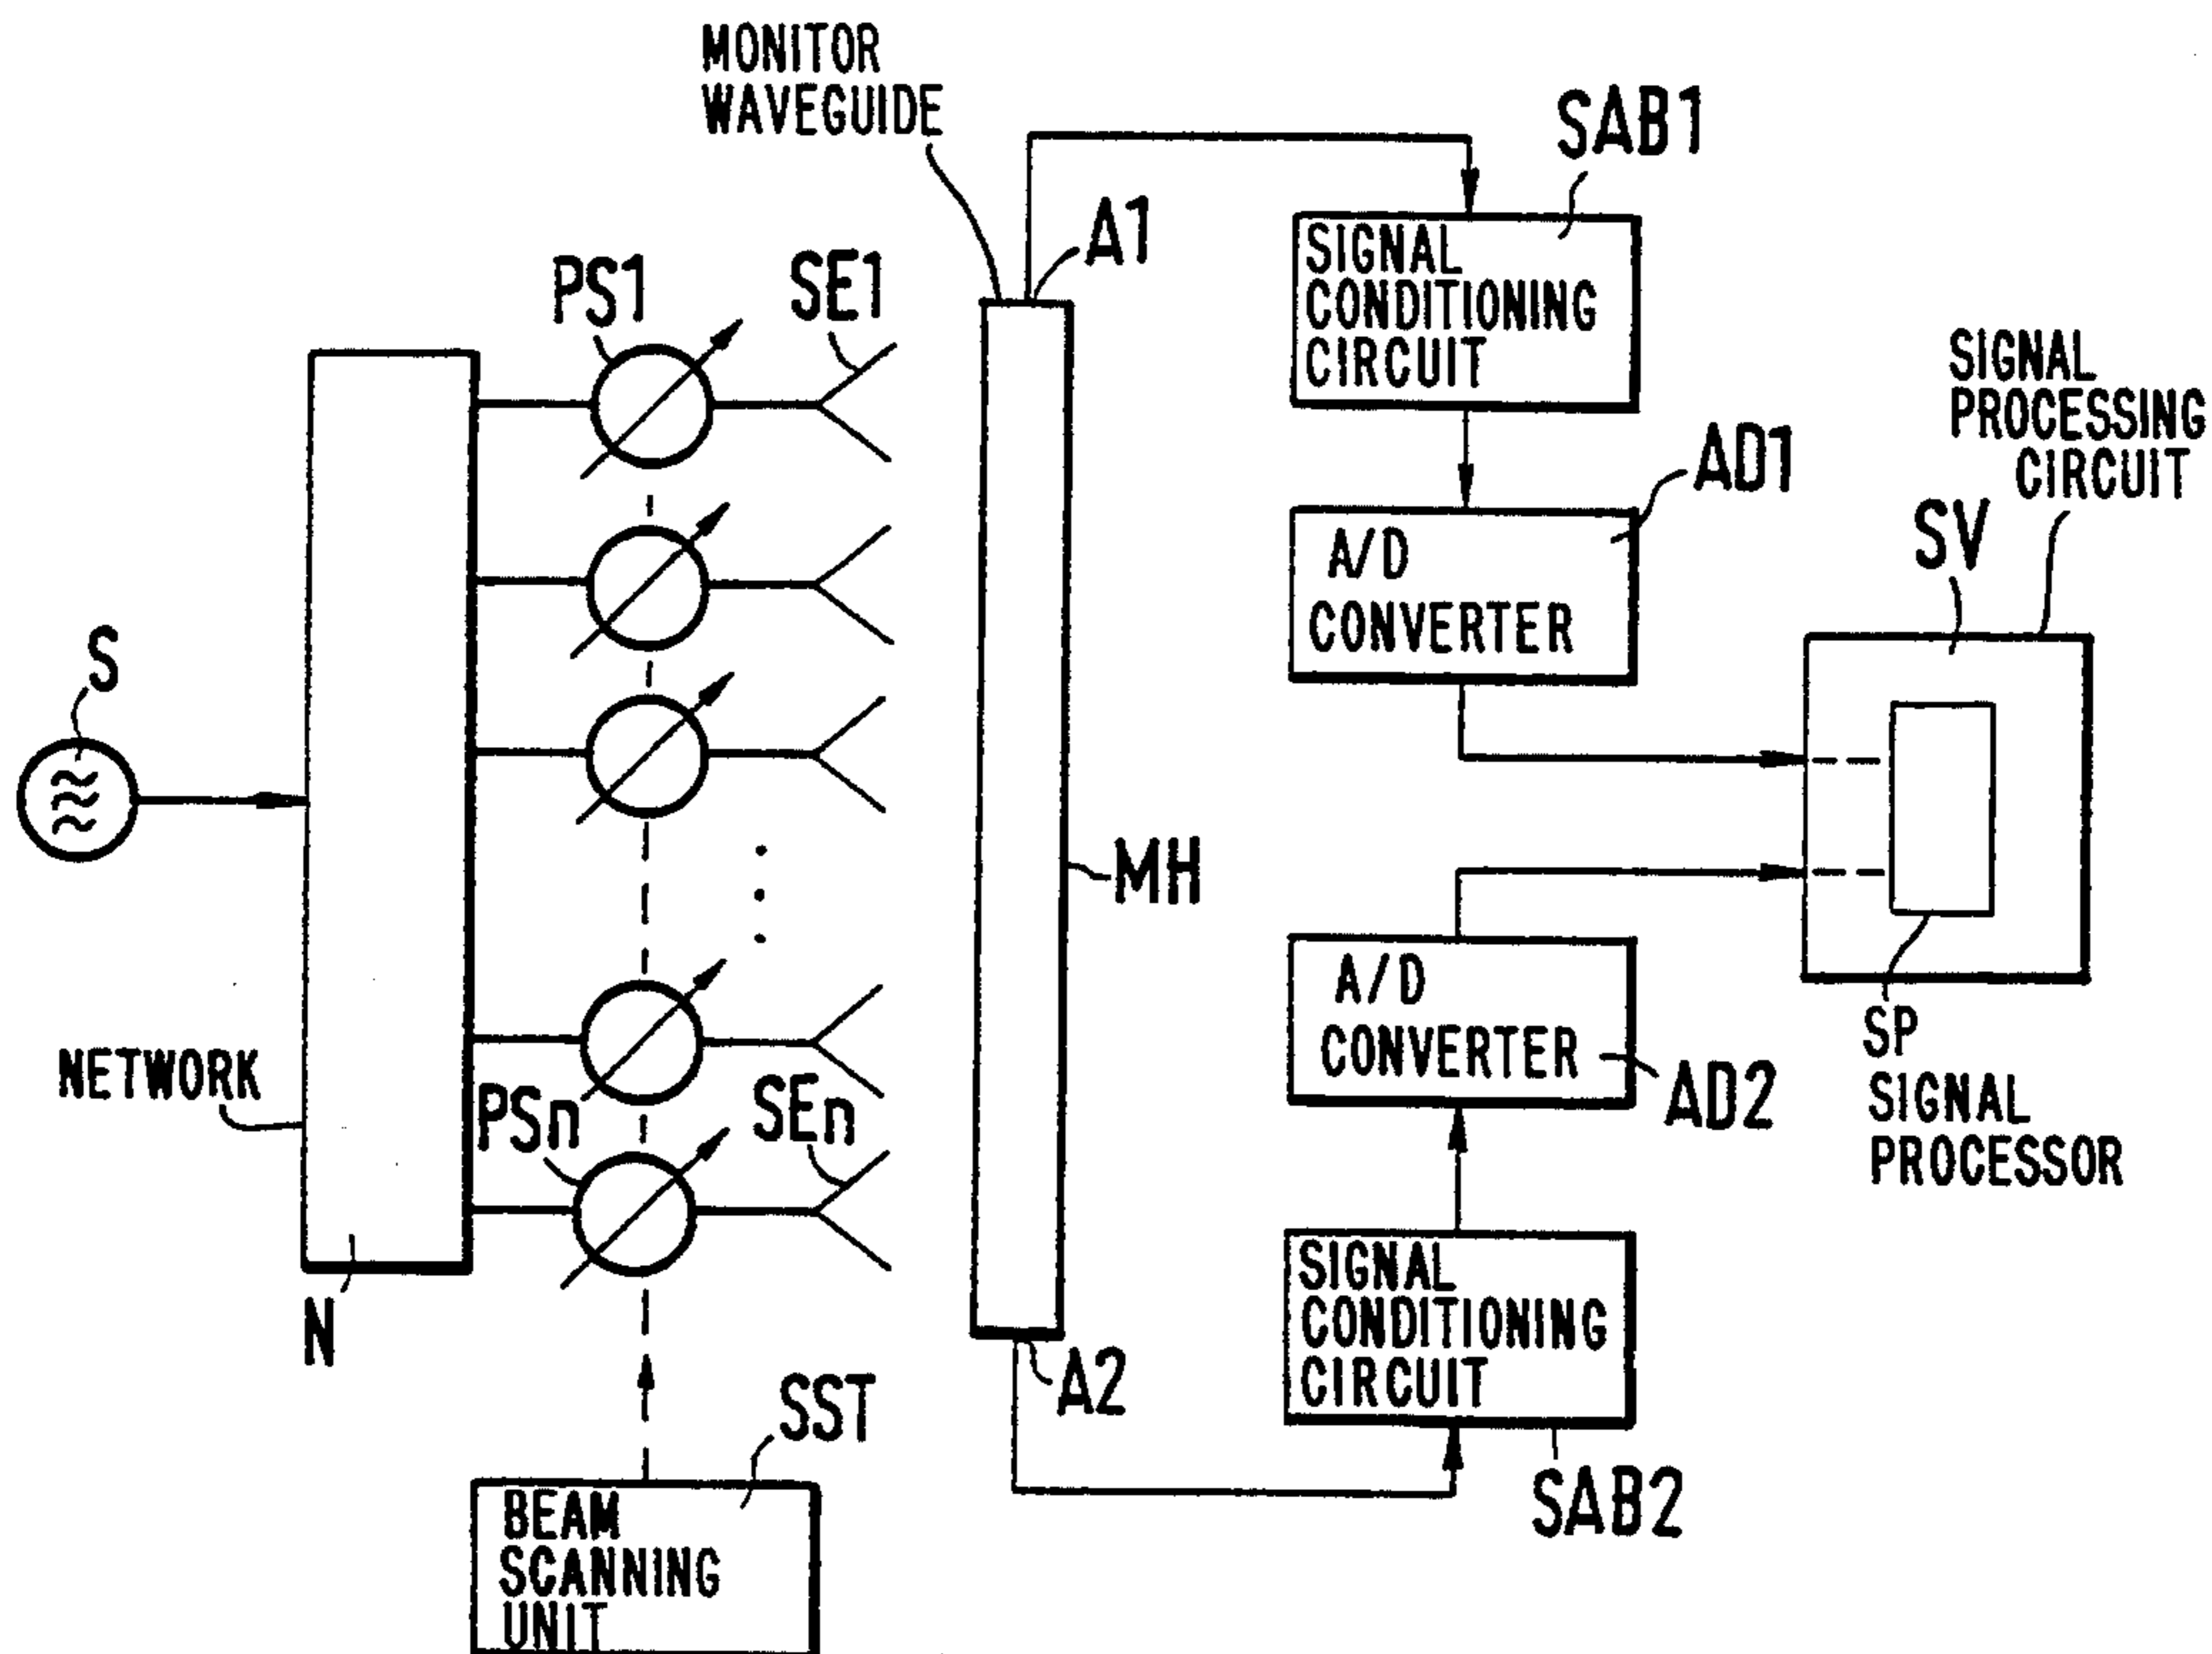 MONITOR
WAVEGUIDE
SAB1
A1
SIGNAL
CONDITIONING
CIRCUIT
PS1
SE1
SIGNAL
PROCESSING
CIRCUIT
AD1
A/D
CONVERTER
SV
S
MH
A/D
CONVERTER
SP
SIGNAL
PROCESSOR
NETWORK
PSn
SEn
AD2
SIGNAL
CONDITIONING
CIRCUIT
N
A2
SST
SAB2
BEAM
SCANNING
UNIT